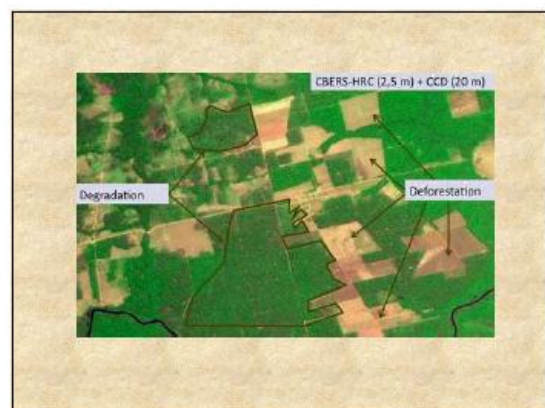 CBERS-HRC (2,5 m) + CCD (20 m)
Degradation
Deforestation